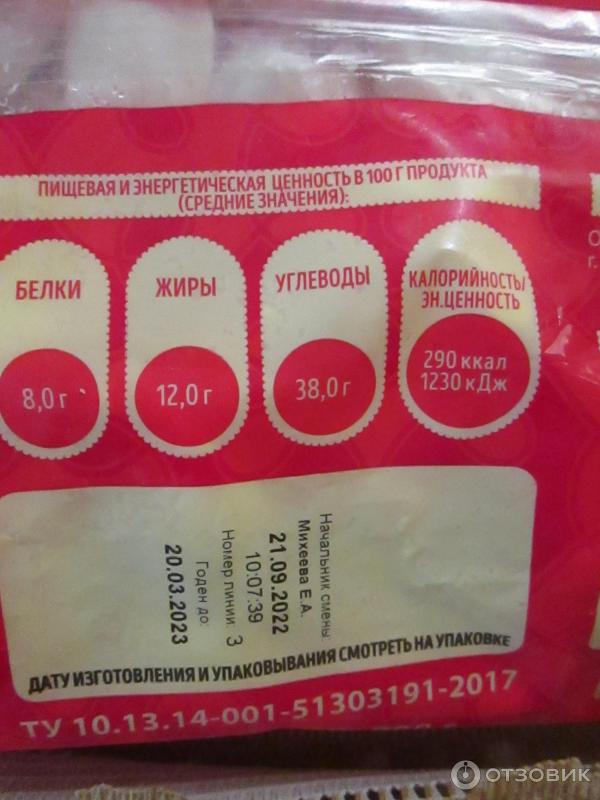 ПИЩЕВАЯ И ЭНЕРГЕТИЧЕСКАЯ ЦЕННОСТЬ В 100 Г ПРОДУКТА
(СРЕДНИЕ ЗНАЧЕНИЯ):
БЕЛКИ
8,0 г
ЖИРЫ
12,0 г
УГЛЕВОДЫ
38,0 г
КАЛОРИЙНОСТЬ/
ЭН.ЦЕННОСТЬ
290 ккал
1230 кДж
Начальник смены:
Михеева Е.А.
21.09.2022
10:07:39
Номер линии: 3
Годен до:
20.03.2023
ДАТУ ИЗГОТОВЛЕНИЯ И УПАКОВЫВАНИЯ СМОТРЕТЬ НА УПАКОВКЕ
ТУ 10.13.14-001-51303191-2017
ОТЗОВИК